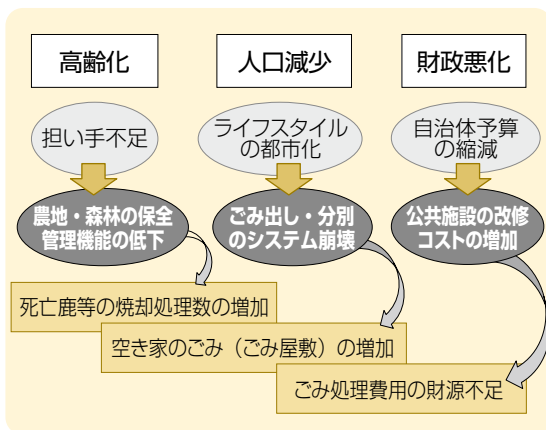 高齢化
人口減少
財政悪化
担い手不足
ライフスタイル
の都市化
自治体予算
の縮減
農地・森林の保全
管理機能の低下
ごみ出し・分別
のシステム崩壊
公共施設の改修
コストの増加
死亡鹿等の焼却処理数の増加
空き家のごみ（ごみ屋敷）の増加
ごみ処理費用の財源不足